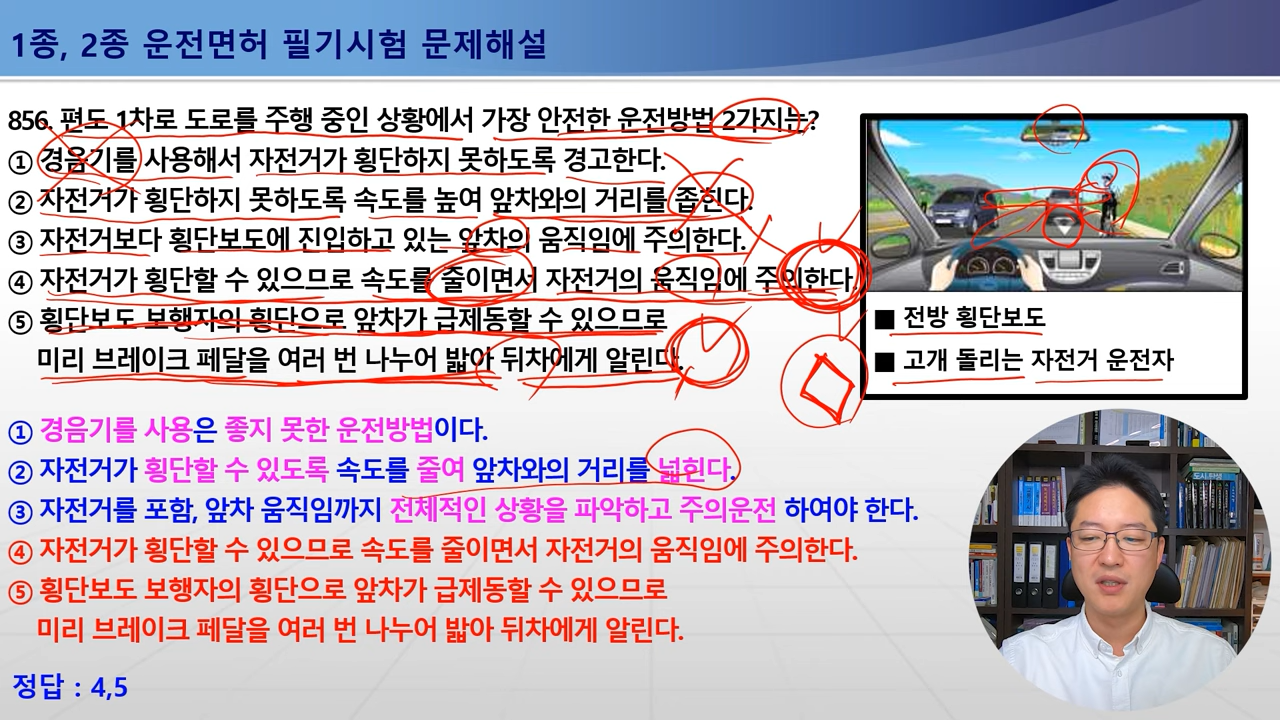 1종, 2종 운전면허 필기시험 문제해설
856. 편도 1차로 도로를 주행 중인 상황에서 가장 안전한 운전방법 2가지는?
① 경음기를 사용해서 자전거가 횡단하지 못하도록 경고한다.
② 자전거가 횡단하지 못하도록 속도를 높여 앞차와의 거리를 좁힌다.
③ 자전거보다 횡단보도에 진입하고 있는 앞차의 움직임에 주의한다.
④ 자전거가 횡단할 수 있으므로 속도를 줄이면서 자전거의 움직임에 주의한다.
⑤ 횡단보도 보행자의 횡단으로 앞차가 급제동할 수 있으므로
미리 브레이크 페달을 여러 번 나누어 밟아 뒤차에게 알린다.
■ 전방 횡단보도
■ 고개 돌리는 자전거 운전자
① 경음기를 사용은 좋지 못한 운전방법이다.
② 자전거가 횡단할 수 있도록 속도를 줄여 앞차와의 거리를 넓힌다.
③ 자전거를 포함, 앞차 움직임까지 전체적인 상황을 파악하고 주의운전 하여야 한다.
④ 자전거가 횡단할 수 있으므로 속도를 줄이면서 자전거의 움직임에 주의한다.
⑤ 횡단보도 보행자의 횡단으로 앞차가 급제동할 수 있으므로
미리 브레이크 페달을 여러 번 나누어 밟아 뒤차에게 알린다.
정답 : 4,5